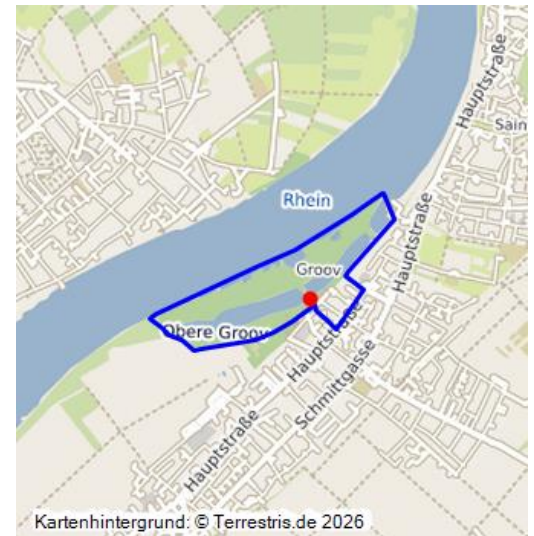 Hauptstraße
Sain
Rhein
Groov
Hauptstraße
Obere Groov
Hauptstraße
Schmittgasse
Hauptstraße
Kartenhintergrund: © Terrestris.de 2026